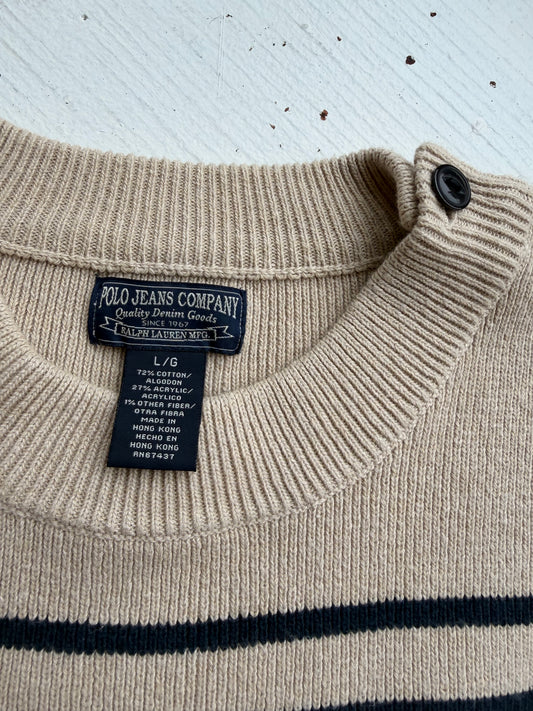 POLO JEANS COMPANY
Quality Denim Goods
SINCE 1967
RALPH LAUREN MFG.
L/G
72% COTTON/
ALGODON
27% ACRYLIC/
ACRYLICO
1% OTHER FIBER/
OTRA FIBRA
MADE IN
HONG KONG
HECHO EN
HONG KONG
RN67437